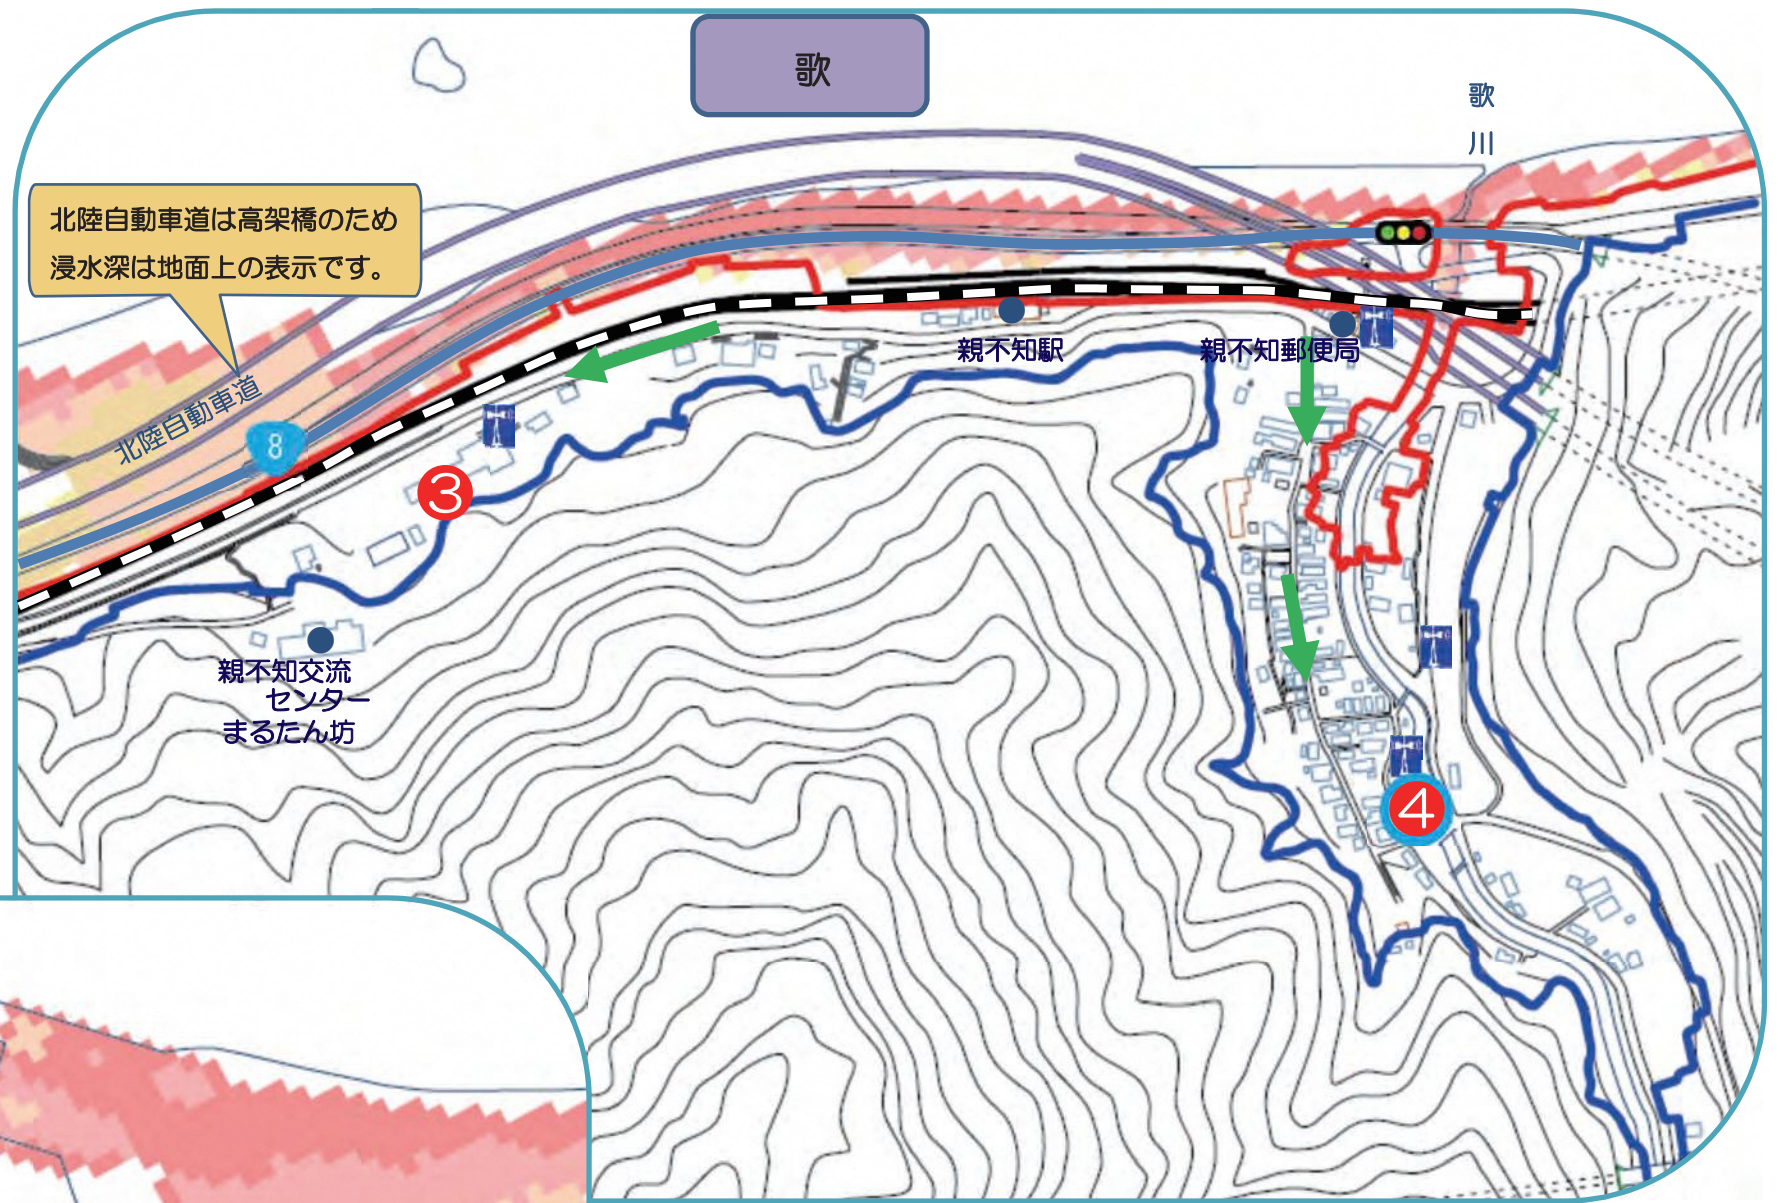 歌
歌
川
北陸自動車道は高架橋のため
浸水深は地面上の表示です。
北陸自動車道
8
親不知駅
親不知郵便局
3
親不知交流
センター
まるたん坊
4